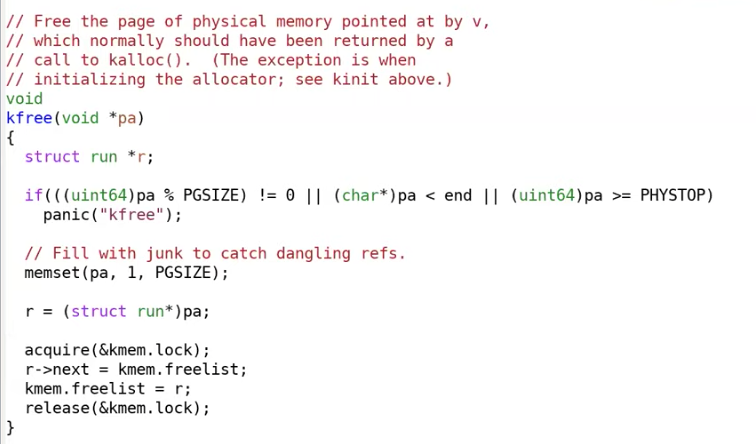 // Free the page of physical memory pointed at by v,
// which normally should have been returned by a
// call to kalloc().  (The exception is when
// initializing the allocator; see kinit above.)
void
kfree(void *pa)
{
  struct run *r;

  if(((uint64)pa % PGSIZE) != 0 || (char*)pa < end || (uint64)pa >= PHYSTOP)
    panic("kfree");

  // Fill with junk to catch dangling refs.
  memset(pa, 1, PGSIZE);

  r = (struct run*)pa;

  acquire(&kmem.lock);
  r->next = kmem.freelist;
  kmem.freelist = r;
  release(&kmem.lock);
}